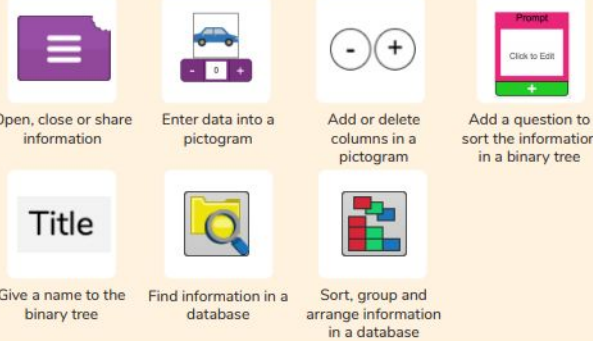 - 0 +
- +
Prompt
Click to Edit
+
Open, close or share
information
Enter data into a
pictogram
Add or delete
columns in a
pictogram
Add a question to
sort the information
in a binary tree
Title
Give a name to the
binary tree
Find information in a
database
Sort, group and
arrange information
in a database